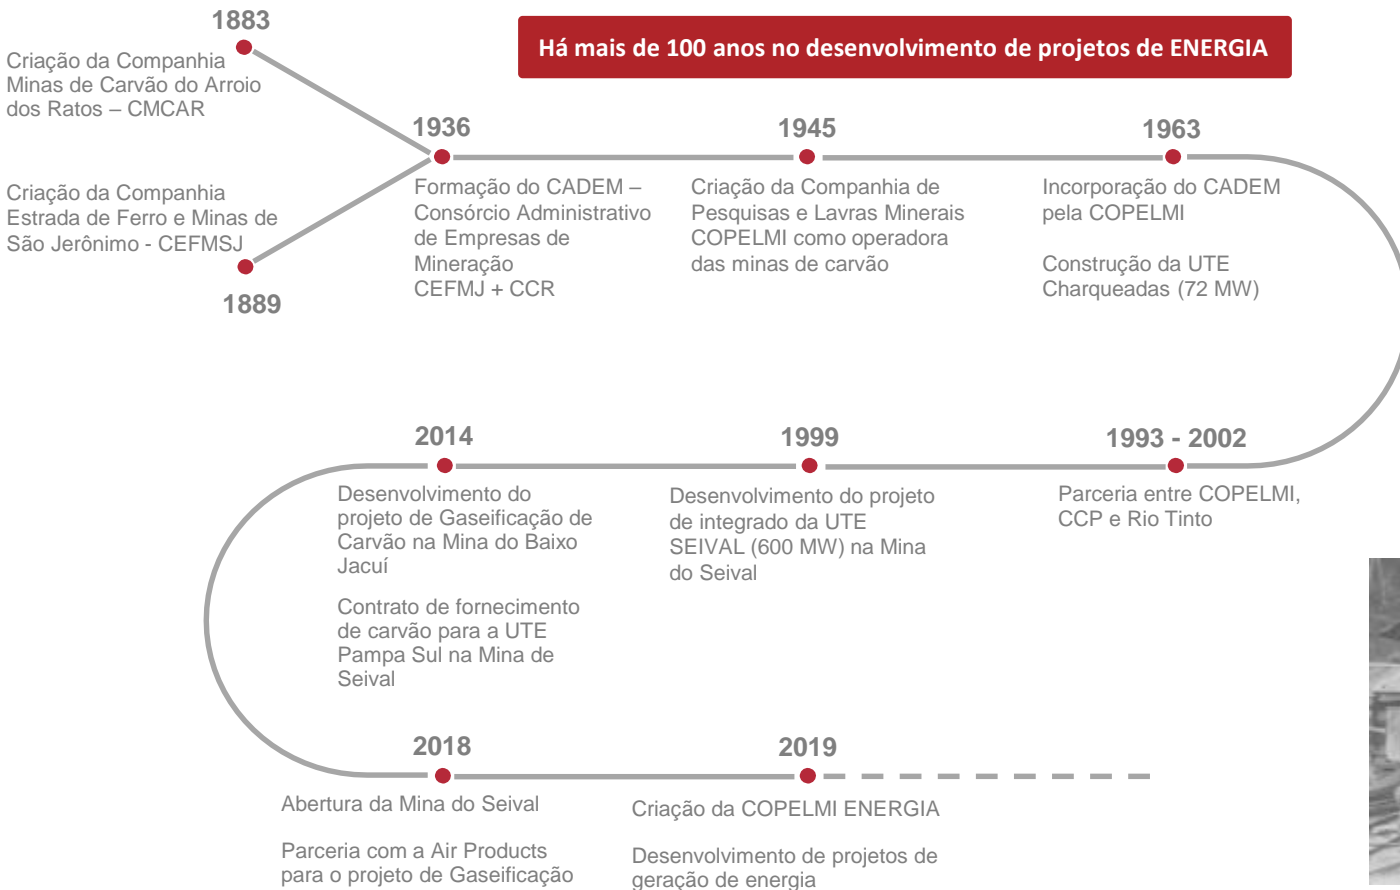 1883
Criação da Companhia
Minas de Carvão do Arroio
dos Ratos – CMCAR
Há mais de 100 anos no desenvolvimento de projetos de ENERGIA
Criação da Companhia
Estrada de Ferro e Minas de
São Jerônimo - CEFMSJ
1889
1936
Formação do CADEM –
Consórcio Administrativo
de Empresas de
Mineração
CEFMJ + CCR
1945
Criação da Companhia de
Pesquisas e Lavras Minerais
COPELMI como operadora
das minas de carvão
1963
Incorporação do CADEM
pela COPELMI
Construção da UTE
Charqueadas (72 MW)
2014
Desenvolvimento do
projeto de Gaseificação de
Carvão na Mina do Baixo
Jacuí
Contrato de fornecimento
de carvão para a UTE
Pampa Sul na Mina de
Seival
1999
Desenvolvimento do projeto
de integrado da UTE
SEIVAL (600 MW) na Mina
do Seival
1993 - 2002
Parceria entre COPELMI,
CCP e Rio Tinto
2018
Abertura da Mina do Seival
Parceria com a Air Products
para o projeto de Gaseificação
2019
Criação da COPELMI ENERGIA
Desenvolvimento de projetos de
geração de energia